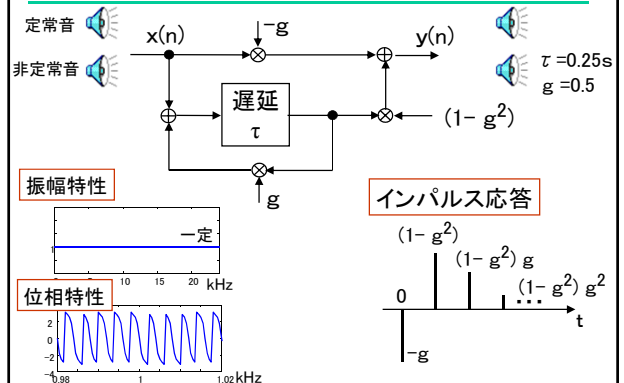 定常音
非定常音
x(n)
-g
y(n)
τ =0.25s
g =0.5
遅延
τ
(1- g²)
g
振幅特性
一定
1
5 10 15 20 kHz
位相特性
2
0
-2
-4
0.98 1 1.02 kHz
インパルス応答
(1- g²)
(1- g²) g
(1- g²) g²
0
...
t
-g